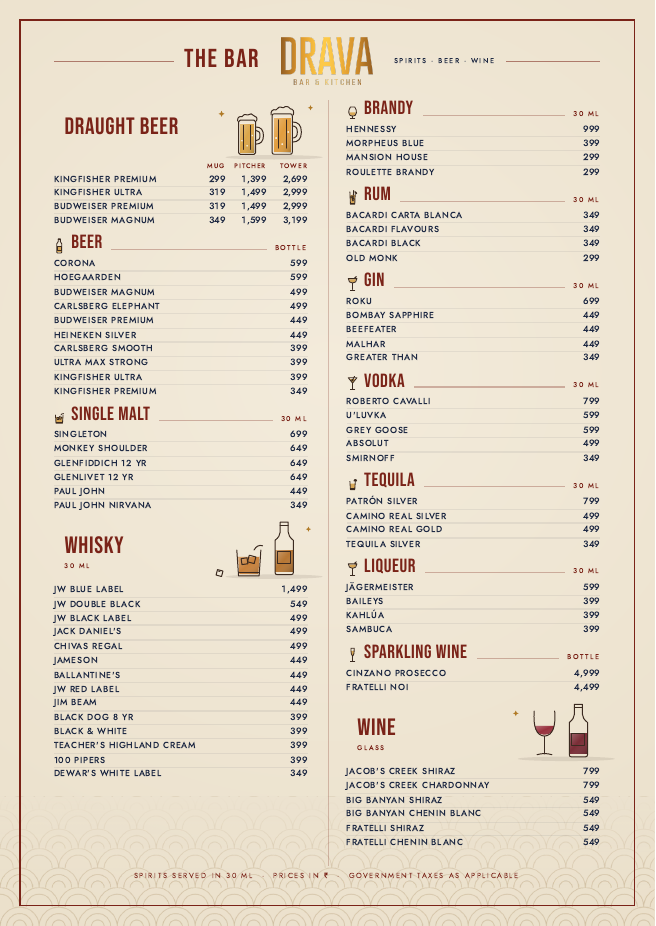 THE BAR
DRAVA
BAR & KITCHEN
SPIRITS · BEER · WINE
DRAUGHT BEER
MUG PITCHER TOWER
KINGFISHER PREMIUM 299 1,399 2,699
KINGFISHER ULTRA 319 1,499 2,999
BUDWEISER PREMIUM 319 1,499 2,999
BUDWEISER MAGNUM 349 1,599 3,199
BEER BOTTLE
CORONA 599
HOEGAARDEN 599
BUDWEISER MAGNUM 499
CARLSBERG ELEPHANT 499
BUDWEISER PREMIUM 449
HEINEKEN SILVER 449
CARLSBERG SMOOTH 399
ULTRA MAX STRONG 399
KINGFISHER ULTRA 399
KINGFISHER PREMIUM 349
SINGLE MALT 30 ML
SINGLETON 699
MONKEY SHOULDER 649
GLENFIDDICH 12 YR 649
GLENLIVET 12 YR 649
PAUL JOHN 449
PAUL JOHN NIRVANA 349
WHISKY
30 ML
JW BLUE LABEL 1,499
JW DOUBLE BLACK 549
JW BLACK LABEL 499
JACK DANIEL'S 499
CHIVAS REGAL 499
JAMESON 449
BALLANTINE'S 449
JW RED LABEL 449
JIM BEAM 449
BLACK DOG 8 YR 399
BLACK & WHITE 399
TEACHER'S HIGHLAND CREAM 399
100 PIPERS 399
DEWAR'S WHITE LABEL 349
BRANDY 30 ML
HENNESSY 999
MORPHEUS BLUE 399
MANSION HOUSE 299
ROULETTE BRANDY 299
RUM 30 ML
BACARDI CARTA BLANCA 349
BACARDI FLAVOURS 349
BACARDI BLACK 349
OLD MONK 299
GIN 30 ML
ROKU 699
BOMBAY SAPPHIRE 449
BEEFEATER 449
MALHAR 449
GREATER THAN 349
VODKA 30 ML
ROBERTO CAVALLI 799
U'LUVKA 599
GREY GOOSE 599
ABSOLUT 499
SMIRNOFF 349
TEQUILA 30 ML
PATRÓN SILVER 799
CAMINO REAL SILVER 499
CAMINO REAL GOLD 499
TEQUILA SILVER 349
LIQUEUR 30 ML
JÄGERMEISTER 599
BAILEYS 399
KAHLÚA 399
SAMBUCA 399
SPARKLING WINE BOTTLE
CINZANO PROSECCO 4,999
FRATELLI NOI 4,499
WINE
GLASS
JACOB'S CREEK SHIRAZ 799
JACOB'S CREEK CHARDONNAY 799
BIG BANYAN SHIRAZ 549
BIG BANYAN CHENIN BLANC 549
FRATELLI SHIRAZ 549
FRATELLI CHENIN BLANC 549
SPIRITS SERVED IN 30 ML · PRICES IN ₹ · GOVERNMENT TAXES AS APPLICABLE